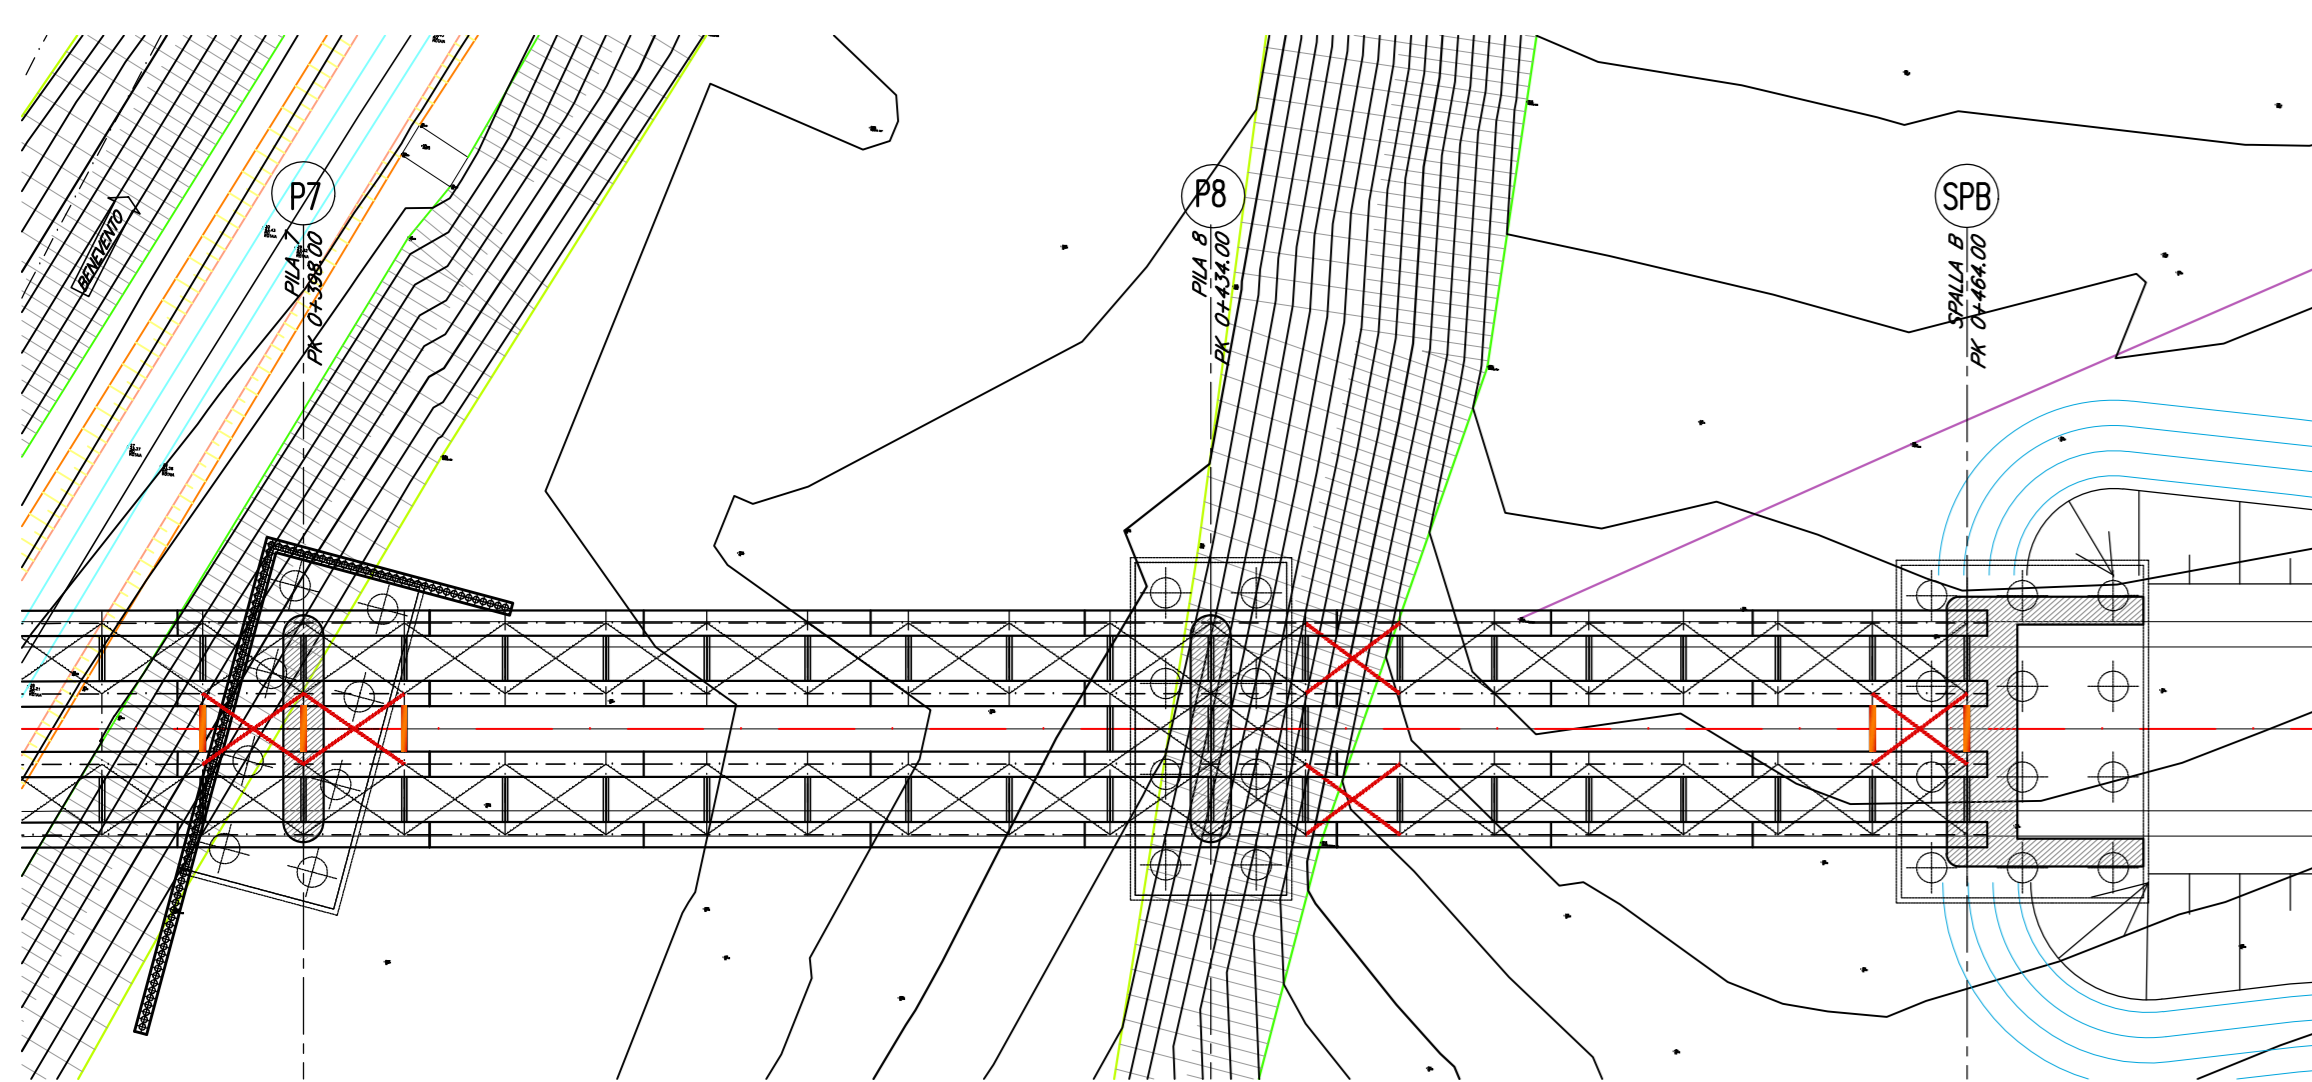 P7
PILA 7
PK 0+398.00
P8
PILA 8
PK 0+434.00
SPB
SPALLA B
PK 0+464.00
BENEVENTO